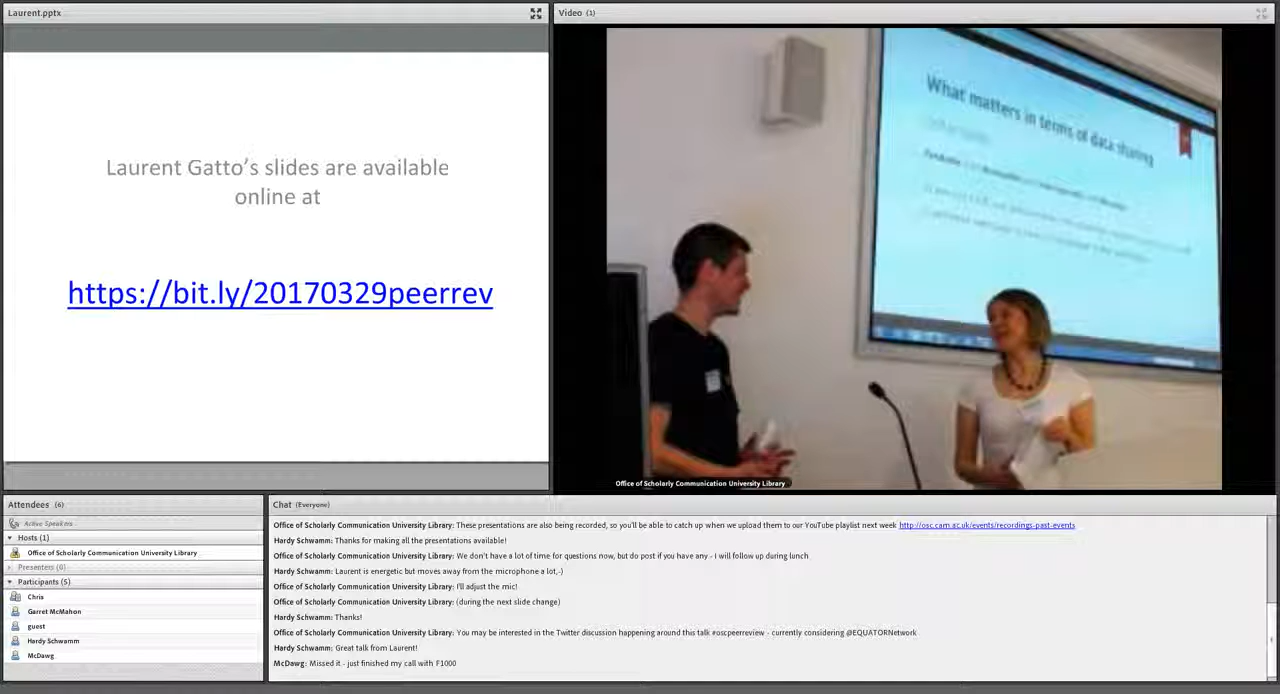 Laurent.pptx
Laurent Gatto's slides are available
online at
https://bit.ly/20170329peerrev
Video (1)
What matters in terms of data sharing
Office of Scholarly Communication University Library
Attendees (6)
Active Speakers
Hosts (1)
Office of Scholarly Communication University Library
Presenters (0)
Participants (5)
Chris
Garret McMahon
guest
Hardy Schwamm
McDawg
Chat (Everyone)
Office of Scholarly Communication University Library: These presentations are also being recorded, so you'll be able to catch up when we upload them to our YouTube playlist next week http://osc.cam.ac.uk/events/recordings-past-events
Hardy Schwamm: Thanks for making all the presentations available!
Office of Scholarly Communication University Library: We don't have a lot of time for questions now, but do post if you have any - I will follow up during lunch
Hardy Schwamm: Laurent is energetic but moves away from the microphone a lot,-)
Office of Scholarly Communication University Library: I'll adjust the mic!
Office of Scholarly Communication University Library: (during the next slide change)
Hardy Schwamm: Thanks!
Office of Scholarly Communication University Library: You may be interested in the Twitter discussion happening around this talk #oscpeerreview - currently considering @EQUATORNetwork
Hardy Schwamm: Great talk from Laurent!
McDawg: Missed it - just finished my call with F1000